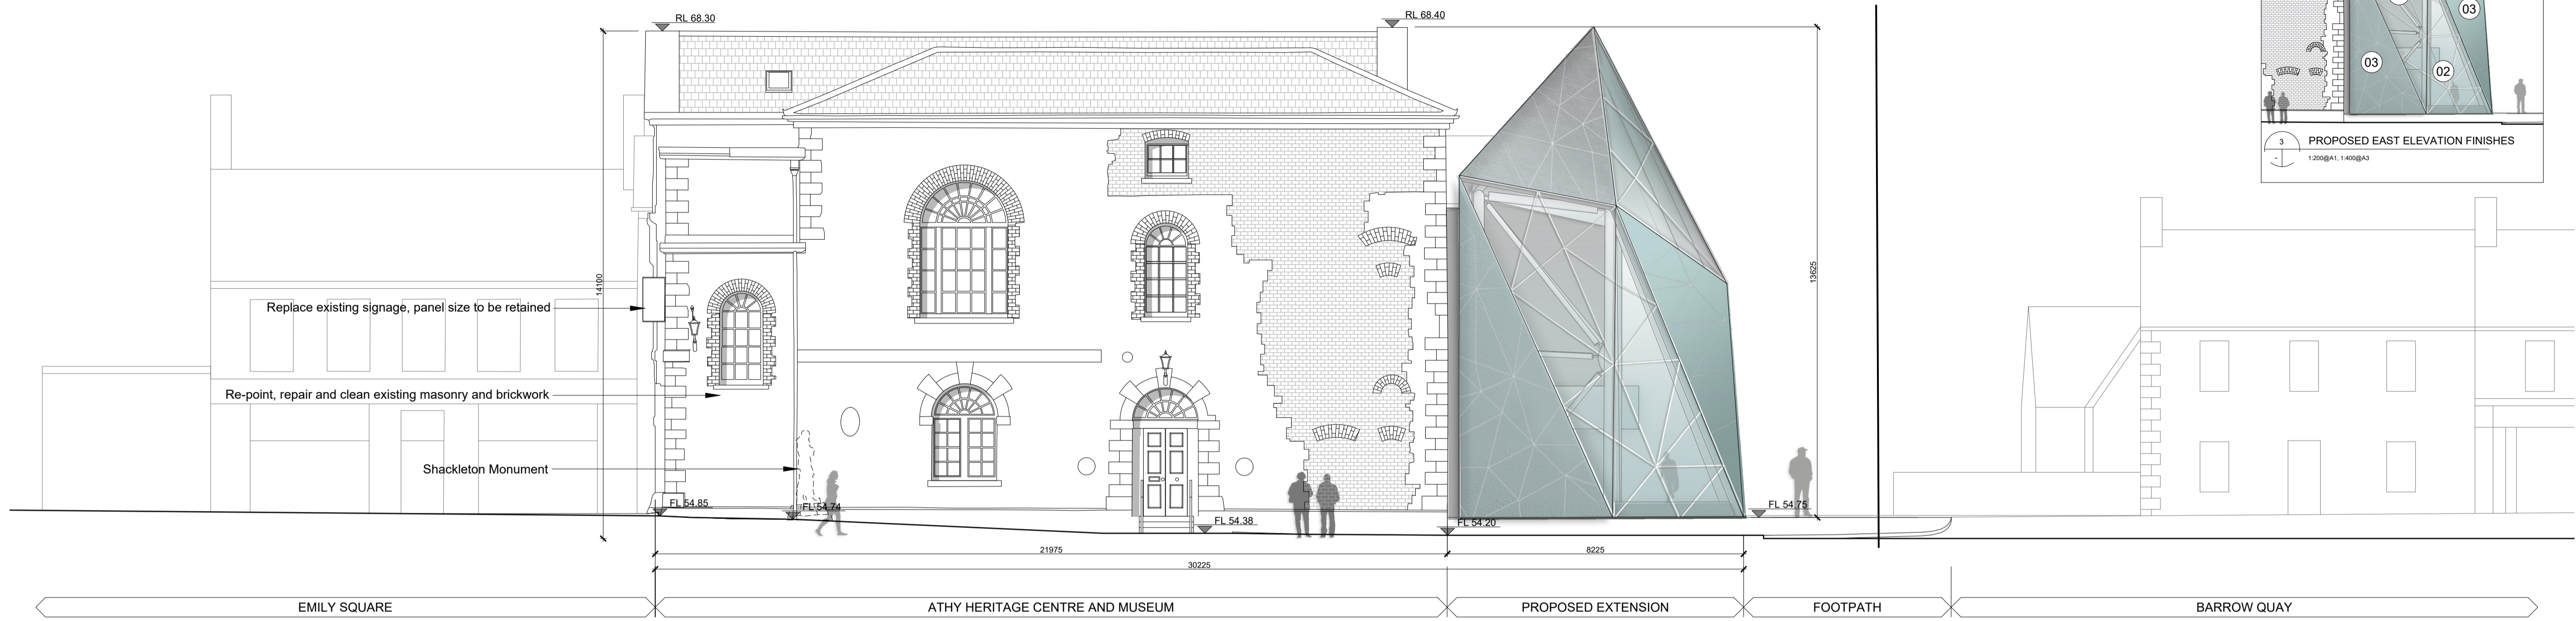 RL 68.30
RL 68.40
03
03
02
3
-
PROPOSED EAST ELEVATION FINISHES
1:200@A1, 1:400@A3
14100
13625
Replace existing signage, panel size to be retained
Re-point, repair and clean existing masonry and brickwork
Shackleton Monument
FL 54.85
FL 54.74
FL 54.38
FL 54.20
FL 54.75
21975
8225
30225
EMILY SQUARE
ATHY HERITAGE CENTRE AND MUSEUM
PROPOSED EXTENSION
FOOTPATH
BARROW QUAY